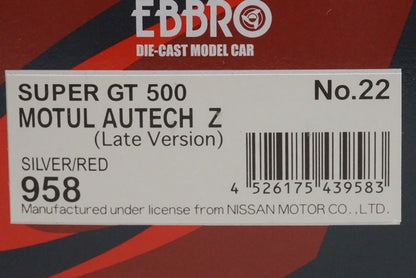 EBBRO
DIE-CAST MODEL CAR
SUPER GT 500 No.22
MOTUL AUTECH Z
(Late Version)
SILVER/RED
958
4 526175 439583
Manufactured under license from NISSAN MOTOR CO.,LTD.